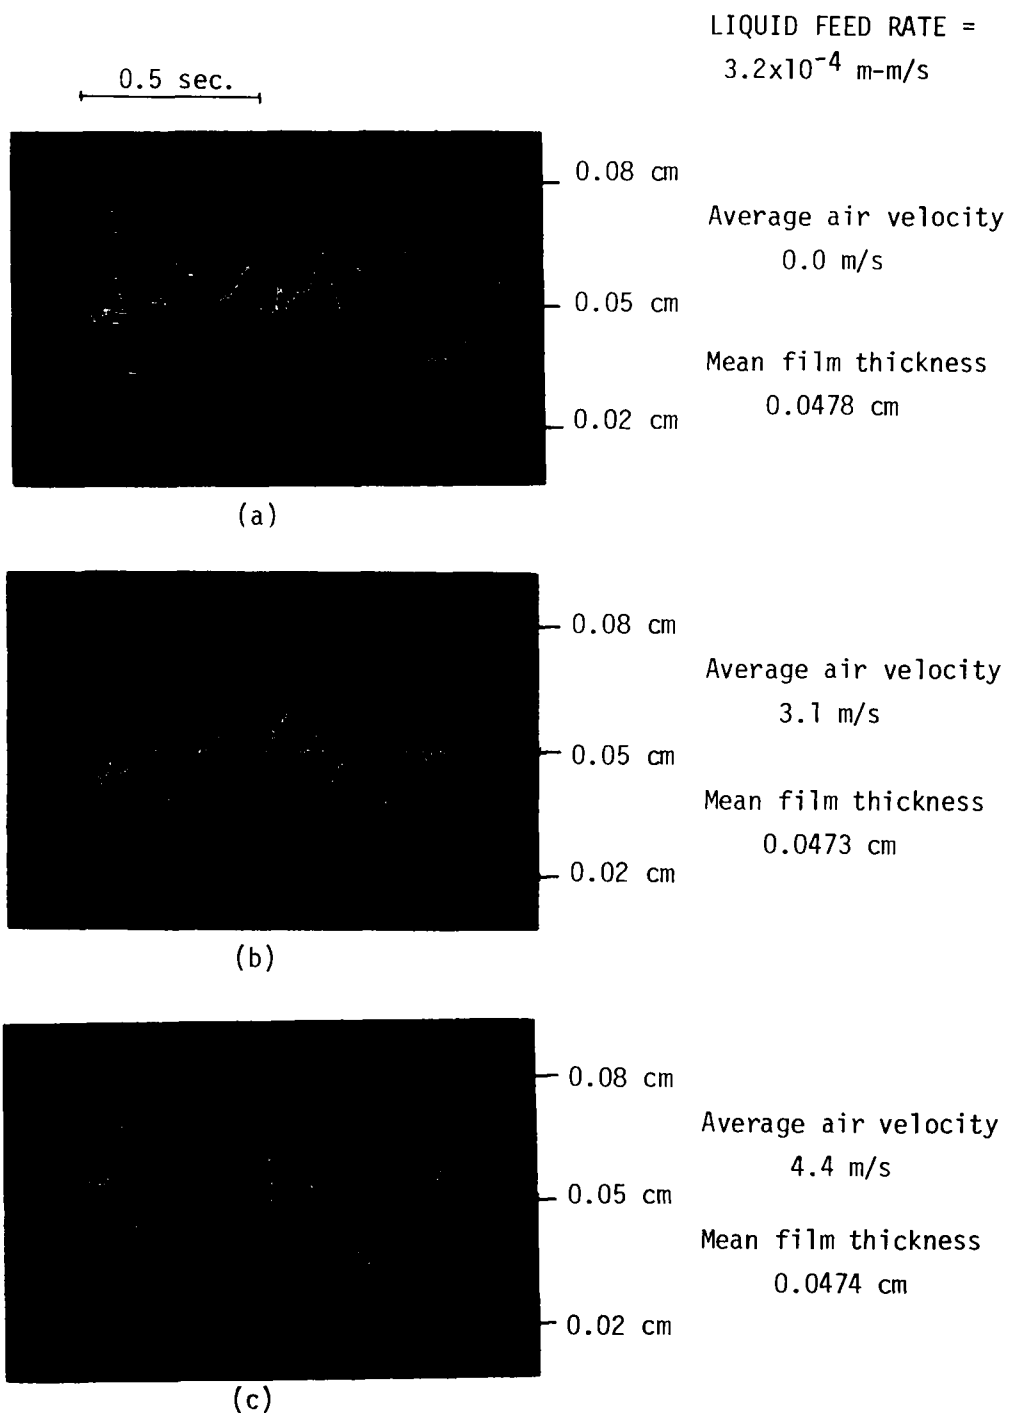 LIQUID FEED RATE =
3.2x10⁻⁴ m-m/s
0.5 sec.
0.08 cm
Average air velocity
0.0 m/s
0.05 cm
Mean film thickness
0.0478 cm
0.02 cm
(a)
0.08 cm
Average air velocity
3.1 m/s
0.05 cm
Mean film thickness
0.0473 cm
0.02 cm
(b)
0.08 cm
Average air velocity
4.4 m/s
0.05 cm
Mean film thickness
0.0474 cm
0.02 cm
(c)